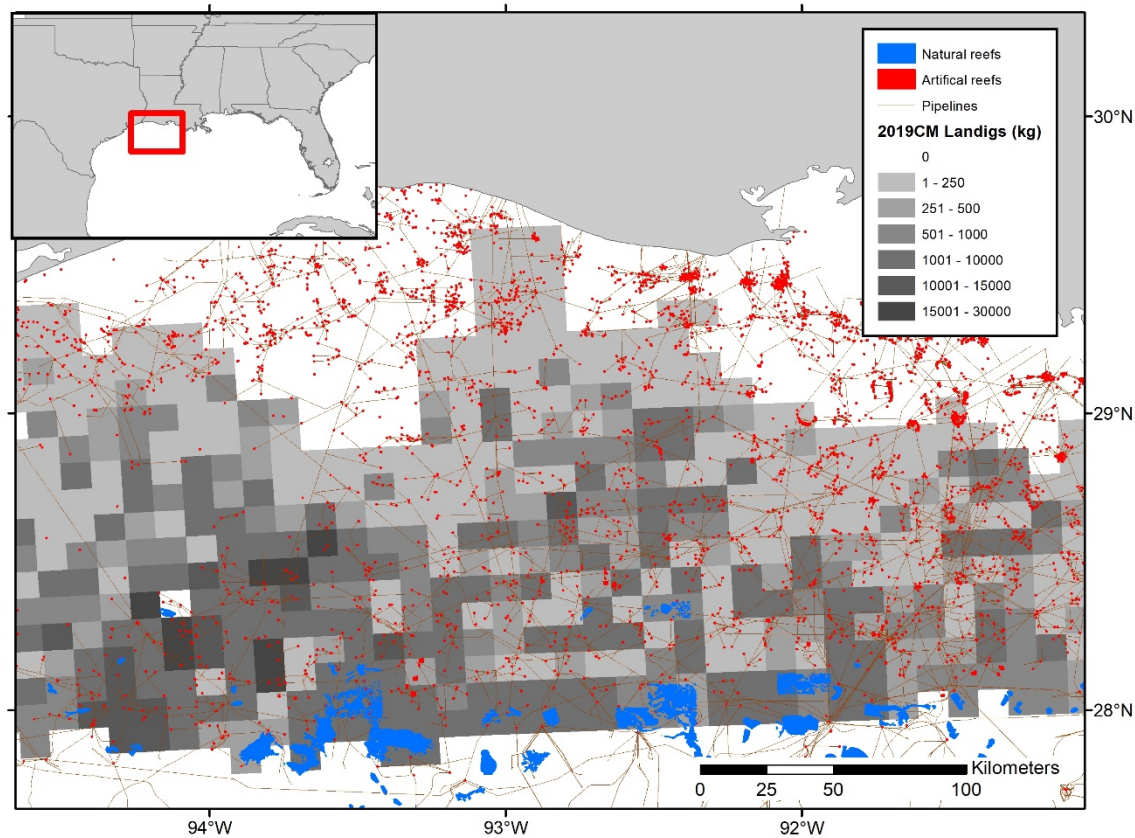 Natural reefs
Artifical reefs
Pipelines
2019CM Landigs (kg)
0
1 - 250
251 - 500
501 - 1000
1001 - 10000
10001 - 15000
15001 - 30000
30°N
29°N
28°N
Kilometers
0 25 50 100
94°W 93°W 92°W